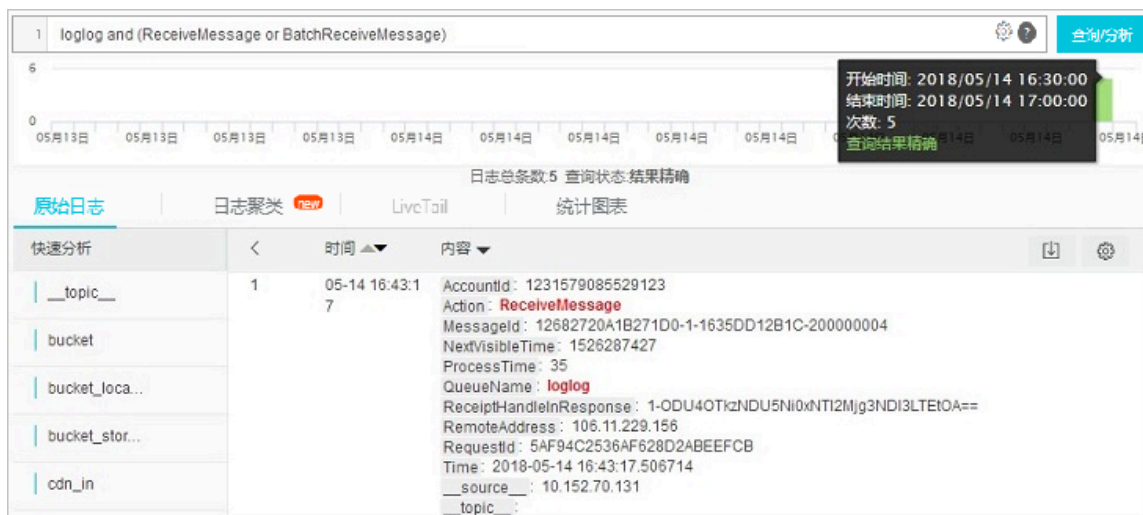 1 loglog and (ReceiveMessage or BatchReceiveMessage)
查询/分析
6
开始时间: 2018/05/14 16:30:00
结束时间: 2018/05/14 17:00:00
次数: 5
查询结果精确
0
05月13日 05月13日 05月13日 05月13日 05月14日 05月14日 05月14日 05月14日 05月14日 05月14日
日志总条数:5 查询状态:结果精确
原始日志 日志聚类 new LiveTail 统计图表
快速分析 < 时间 内容
__topic__
bucket
bucket_loca...
bucket_stor...
cdn_in
1 05-14 16:43:1
7
AccountId: 1231579085529123
Action: ReceiveMessage
MessageId: 12682720A1B271D0-1-1635DD12B1C-200000004
NextVisibleTime: 1526287427
ProcessTime: 35
QueueName: loglog
ReceiptHandleInResponse: 1-ODU4OTkzNDU5Ni0xNTI2Mjg3NDI3LTEtOA==
RemoteAddress: 106.11.229.156
RequestId: 5AF94C2536AF628D2ABEEFCB
Time: 2018-05-14 16:43:17.506714
__source__: 10.152.70.131
__topic__: